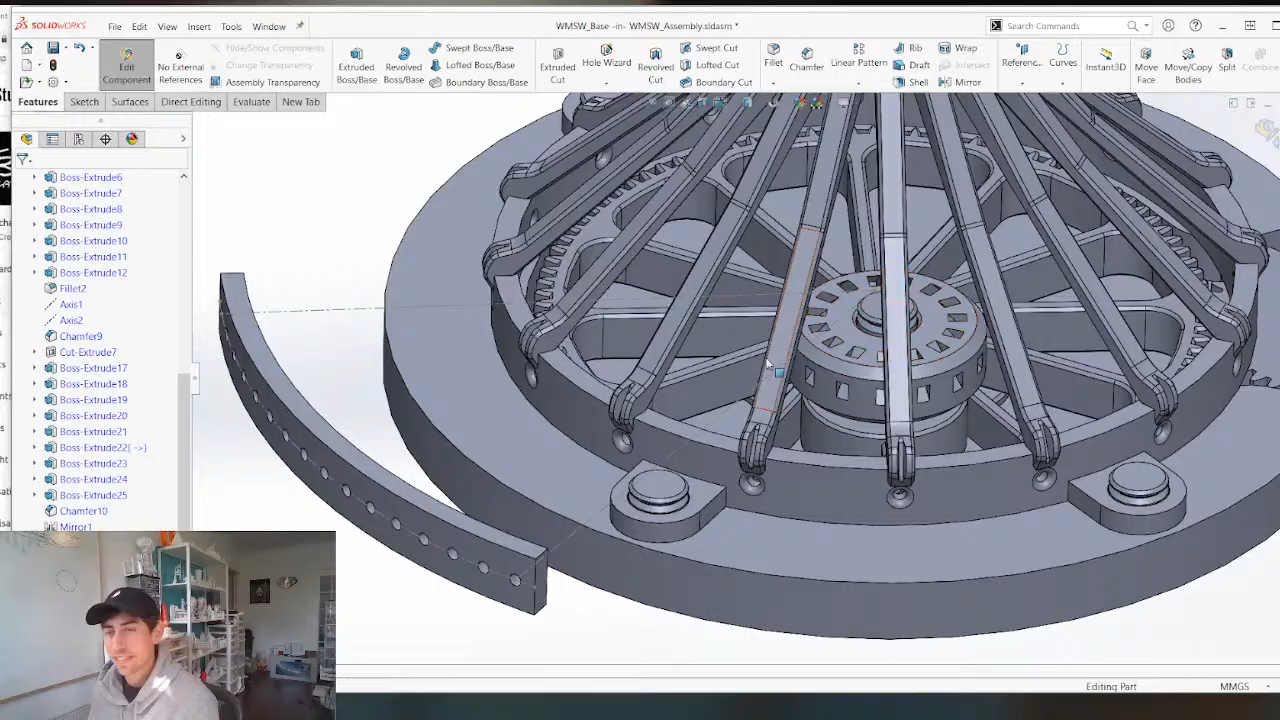 SOLIDWORKS
File Edit View Insert Tools Window
WMSW_Base -in- WMSW_Assembly.sldasm *
Search Commands
Edit Component
No External References
Hide/Show Components
Change Transparency
Assembly Transparency
Extruded Boss/Base
Revolved Boss/Base
Swept Boss/Base
Lofted Boss/Base
Boundary Boss/Base
Extruded Cut
Hole Wizard
Revolved Cut
Swept Cut
Lofted Cut
Boundary Cut
Fillet
Chamfer
Linear Pattern
Rib
Draft
Shell
Wrap
Intersect
Mirror
Referenc...
Curves
Instant3D
Move Face
Move/Copy Bodies
Split
Combine
Features Sketch Surfaces Direct Editing Evaluate New Tab
Boss-Extrude6
Boss-Extrude7
Boss-Extrude8
Boss-Extrude9
Boss-Extrude10
Boss-Extrude11
Boss-Extrude12
Fillet2
Axis1
Axis2
Chamfer9
Cut-Extrude7
Boss-Extrude17
Boss-Extrude18
Boss-Extrude19
Boss-Extrude20
Boss-Extrude21
Boss-Extrude22{ ->}
Boss-Extrude23
Boss-Extrude24
Boss-Extrude25
Chamfer10
Mirror1
Editing Part
MMGS